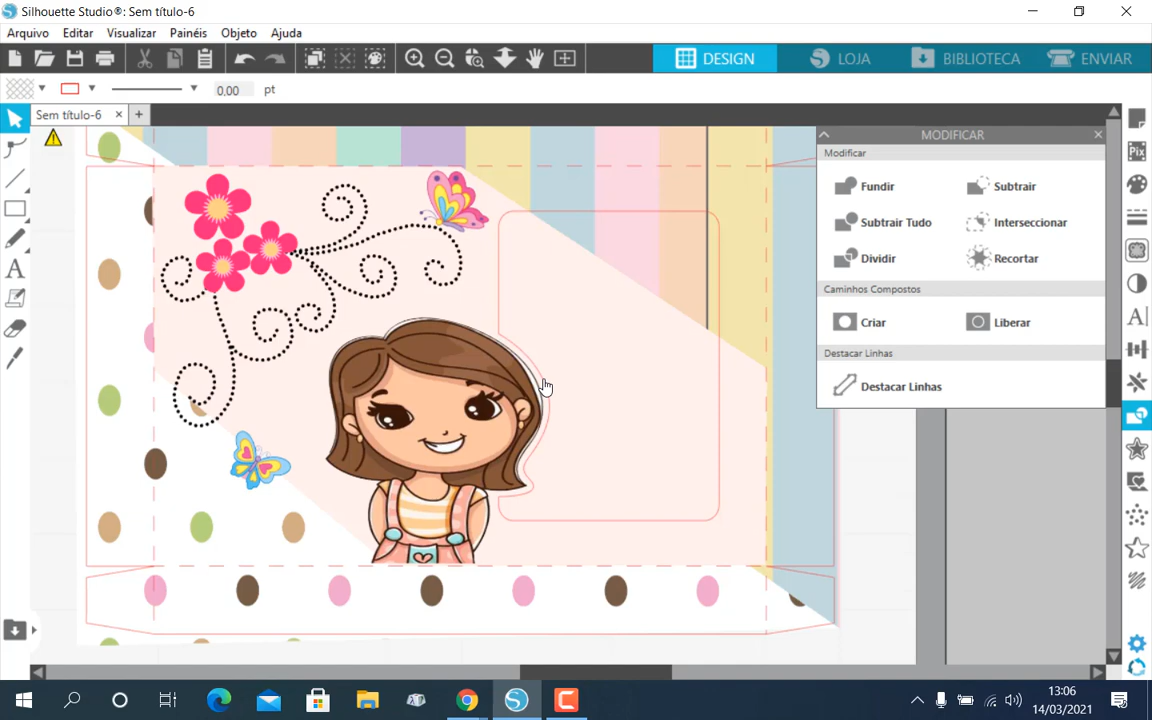 Silhouette Studio®: Sem título-6
Arquivo Editar Visualizar Painéis Objeto Ajuda
DESIGN LOJA BIBLIOTECA ENVIAR
0,00 pt
Sem título-6
MODIFICAR
Modificar
Fundir Subtrair
Subtrair Tudo Interseccionar
Dividir Recortar
Caminhos Compostos
Criar Liberar
Destacar Linhas
Destacar Linhas
Pix
13:06
14/03/2021